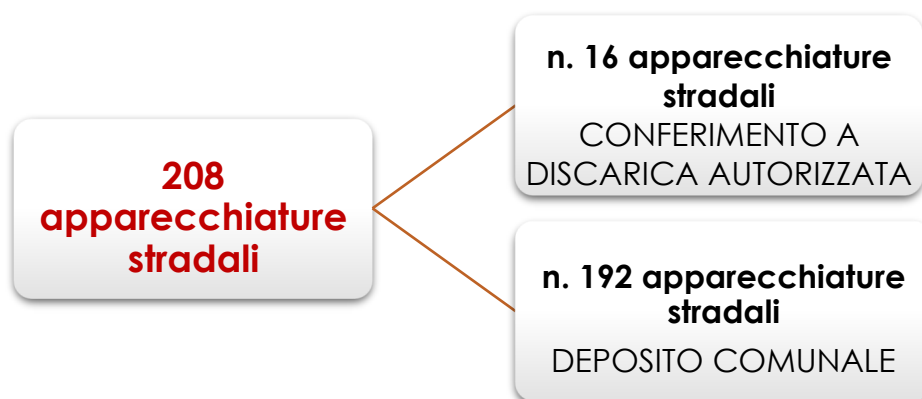 208
apparecchiature
stradali
n. 16 apparecchiature
stradali
CONFERIMENTO A
DISCARICA AUTORIZZATA
n. 192 apparecchiature
stradali
DEPOSITO COMUNALE